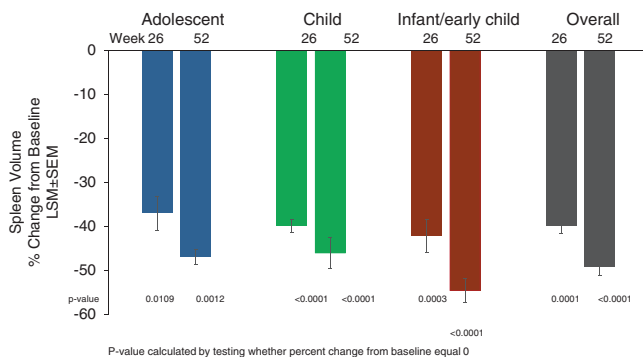 Adolescent Child Infant/early child Overall
Week 26 52 26 52 26 52 26 52
Spleen Volume
% Change from Baseline
LSM±SEM
0
-10
-20
-30
-40
-50
-60
p-value 0.0109 0.0012 <0.0001 <0.0001 0.0003 0.0001 <0.0001
<0.0001
P-value calculated by testing whether percent change from baseline equal 0